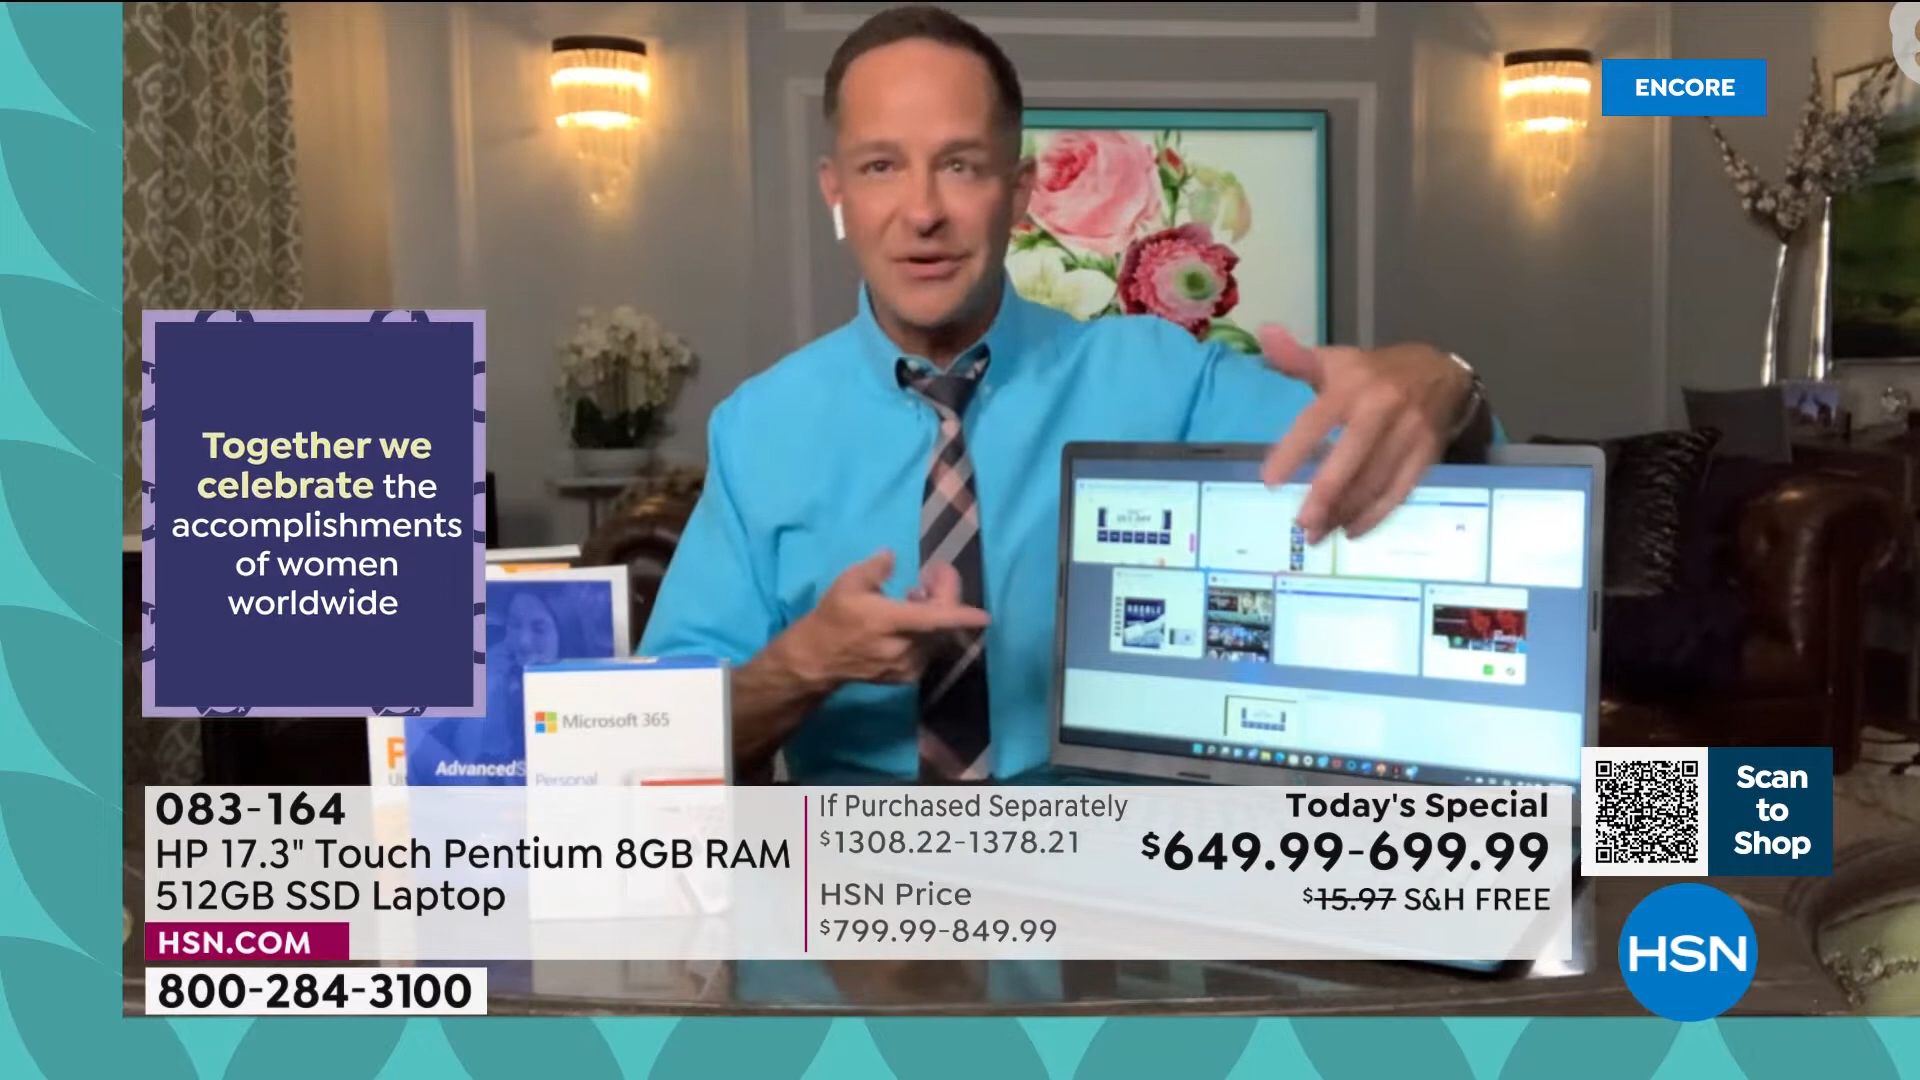 ENCORE
Together we
celebrate the
accomplishments
of women
worldwide
Microsoft 365
Personal
AdvancedS
083-164
HP 17.3" Touch Pentium 8GB RAM
512GB SSD Laptop
HSN.COM
800-284-3100
If Purchased Separately
$1308.22-1378.21
HSN Price
$799.99-849.99
Today's Special
$649.99-699.99
$15.97 S&H FREE
Scan
to
Shop
HSN